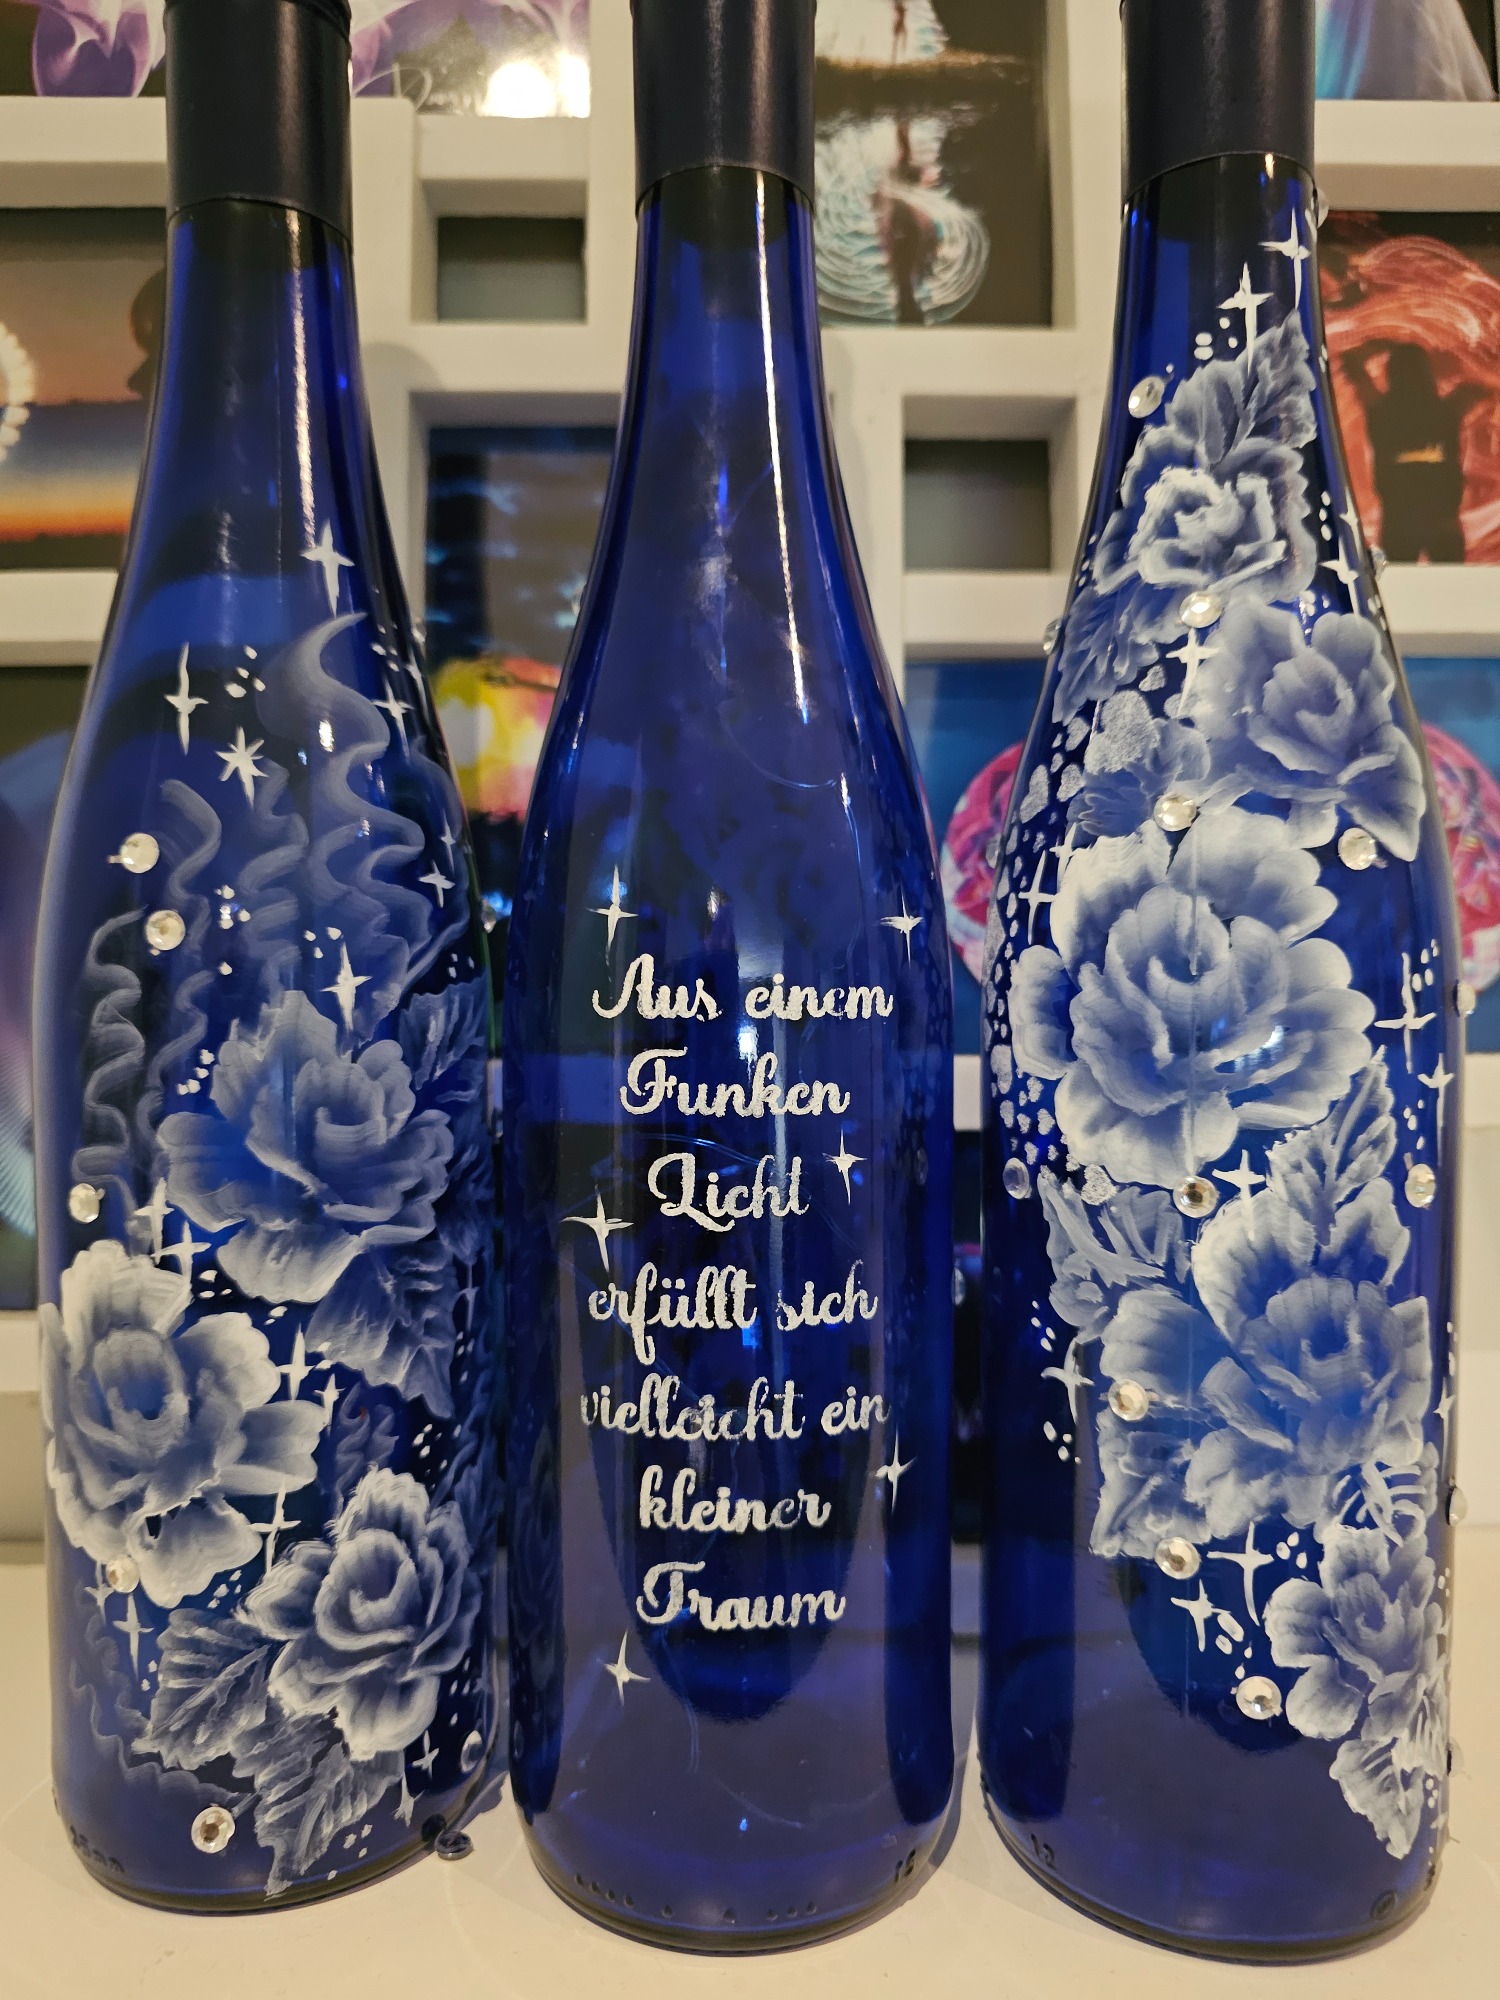 Aus einem
Funken
Licht
erfüllt sich
vielleicht ein
kleiner
Traum